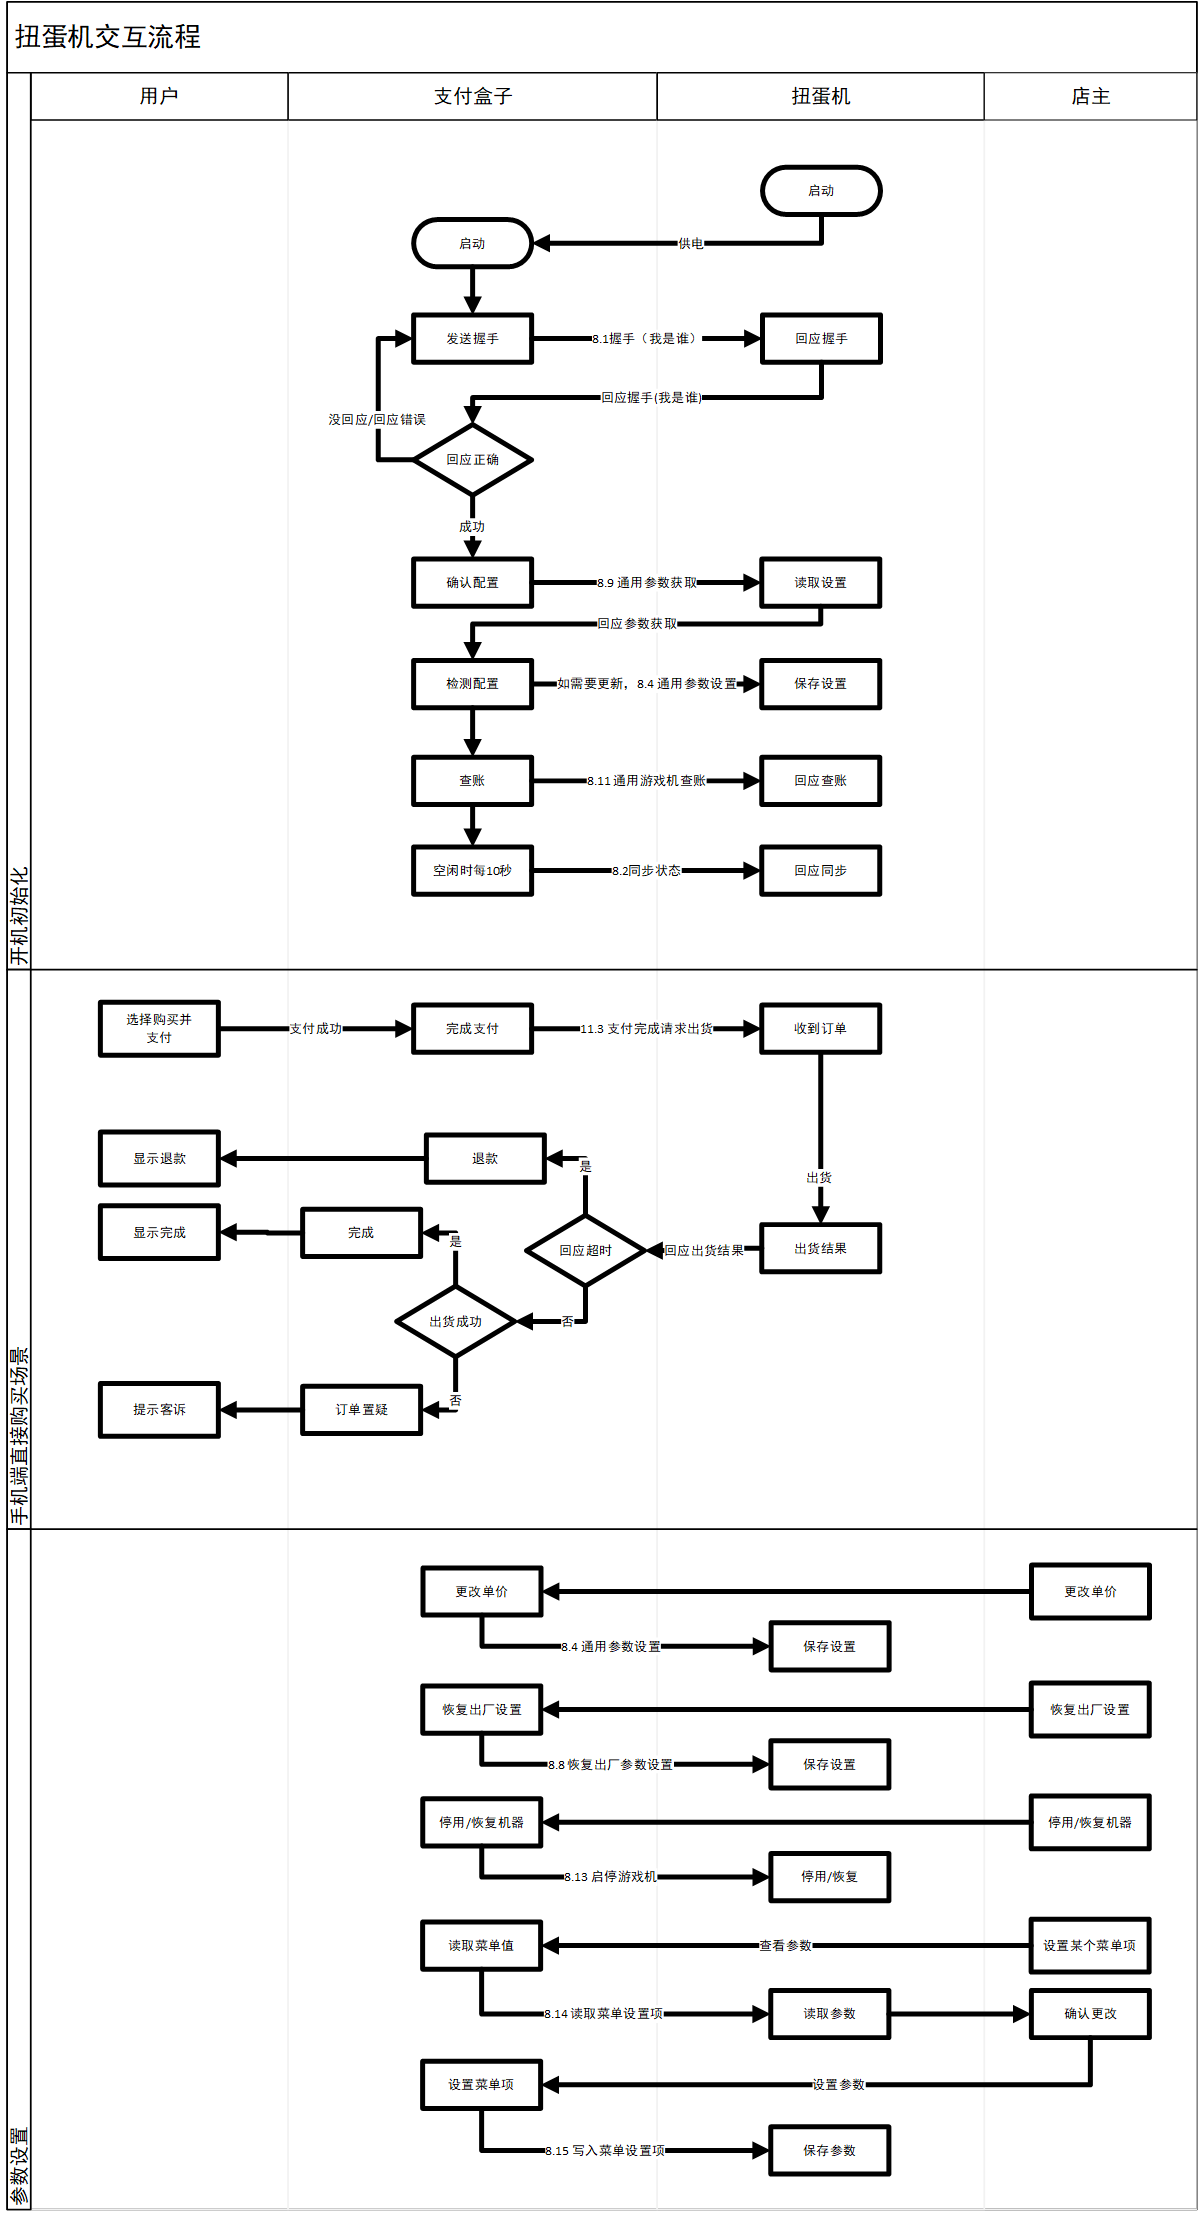 扭蛋机交互流程
用户
支付盒子
扭蛋机
店主
开机初始化
启动
启动
供电
发送握手
8.1握手（我是谁）
回应握手
回应握手(我是谁)
没回应/回应错误
回应正确
成功
确认配置
8.9 通用参数获取
读取设置
回应参数获取
检测配置
如需要更新，8.4 通用参数设置
保存设置
查账
8.11 通用游戏机查账
回应查账
空闲时每10秒
8.2同步状态
回应同步
手机端直接购买场景
选择购买并
支付
支付成功
完成支付
11.3 支付完成请求出货
收到订单
显示退款
退款
是
出货
显示完成
完成
是
回应超时
回应出货结果
出货结果
出货成功
否
否
提示客诉
订单置疑
参数设置
更改单价
更改单价
8.4 通用参数设置
保存设置
恢复出厂设置
恢复出厂设置
8.8 恢复出厂参数设置
保存设置
停用/恢复机器
停用/恢复机器
8.13 启停游戏机
停用/恢复
读取菜单值
查看参数
设置某个菜单项
8.14 读取菜单设置项
读取参数
确认更改
设置菜单项
设置参数
8.15 写入菜单设置项
保存参数